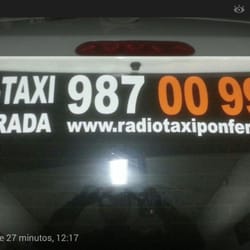 TAXI 987 00 99
RADA www.radiotaxiponfer
e 27 minutos, 12:17